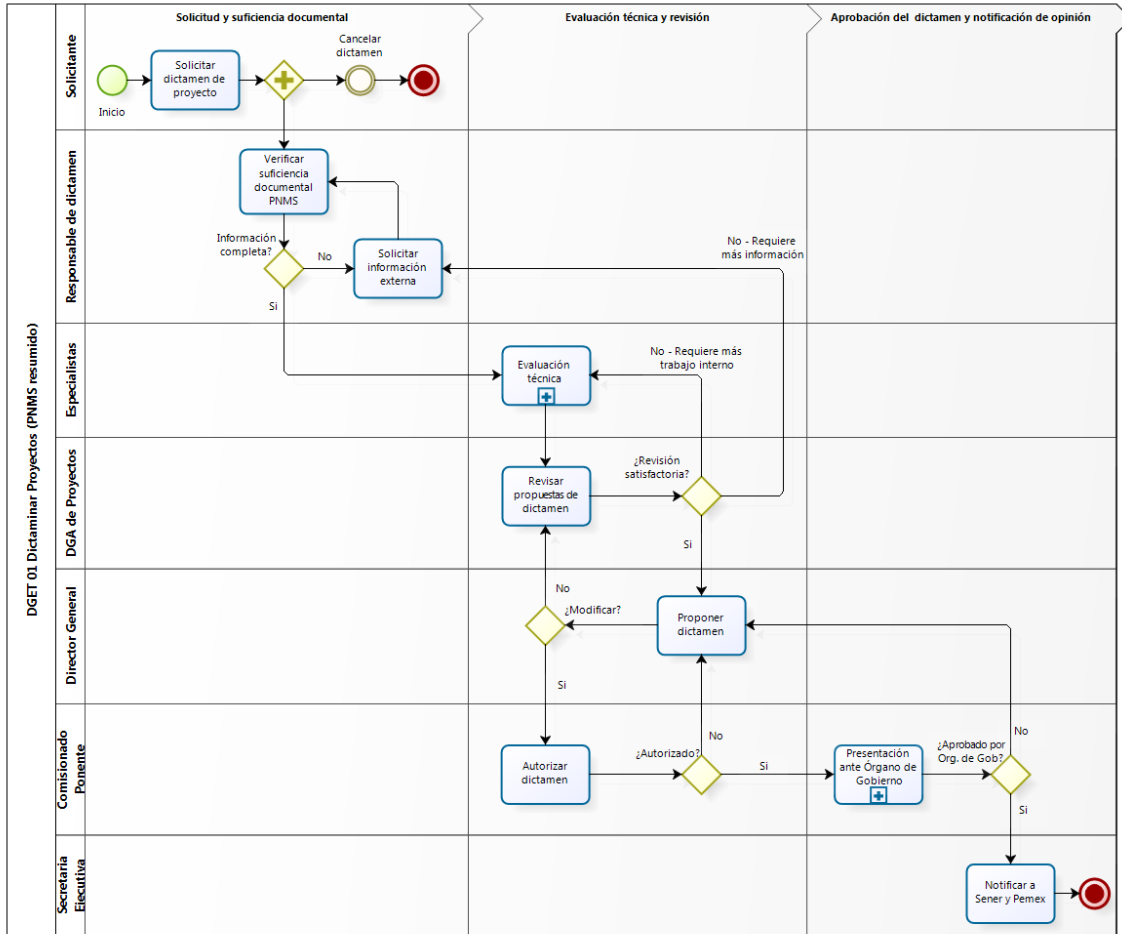 Solicitud y suficiencia documental
Evaluación técnica y revisión
Aprobación del dictamen y notificación de opinión
DGET 01 Dictaminar Proyectos (PNMS resumido)
Solicitante
Inicio
Solicitar
dictamen de
proyecto
Cancelar
dictamen
Responsable de dictamen
Verificar
suficiencia
documental
PNMS
Información
completa?
No
Si
Solicitar
información
externa
No - Requiere
más información
Especialistas
Evaluación
técnica
No - Requiere más
trabajo interno
DGA de Proyectos
Revisar
propuestas de
dictamen
¿Revisión
satisfactoria?
Si
Director General
No
¿Modificar?
Si
Proponer
dictamen
Comisionado
Ponente
Autorizar
dictamen
¿Autorizado?
No
Si
Presentación
ante Órgano de
Gobierno
¿Aprobado por
Org. de Gob?
No
Si
Secretaria
Ejecutiva
Notificar a
Sener y Pemex